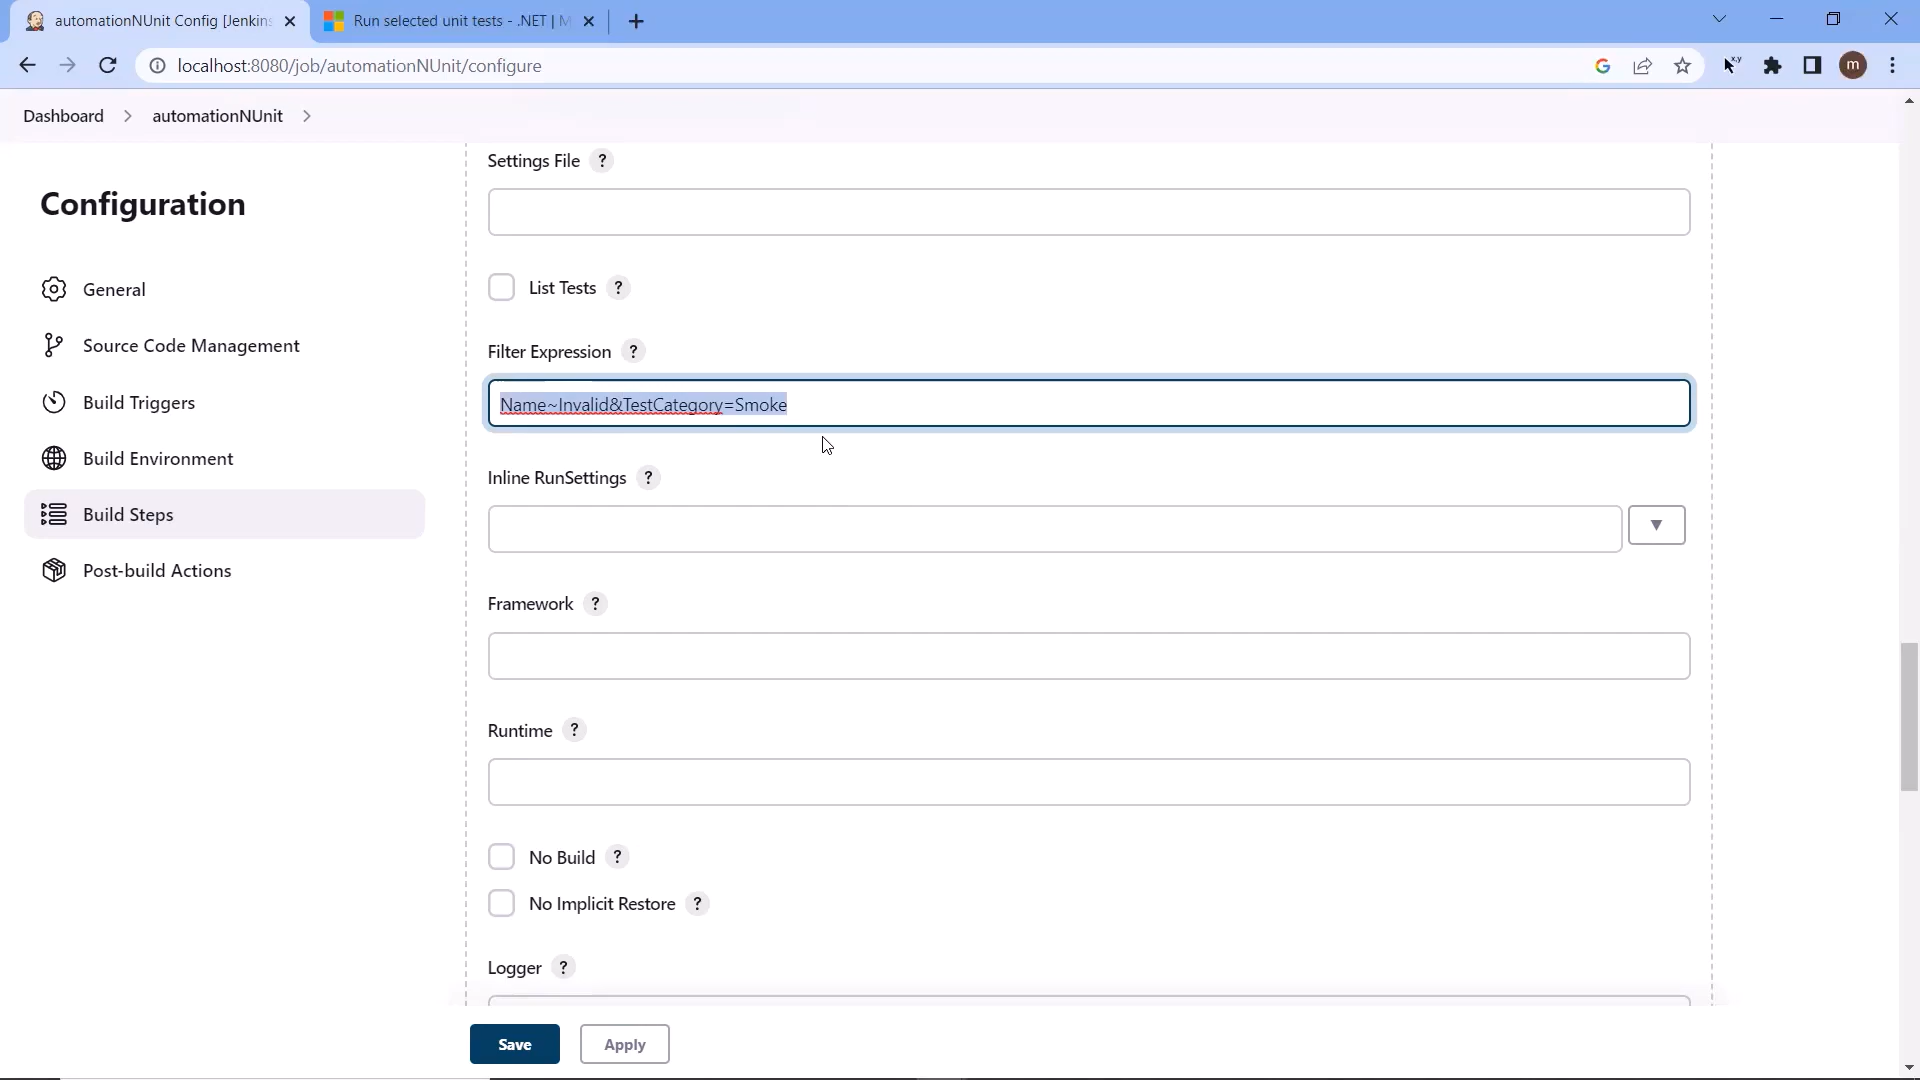 automationNUnit Config [Jenkins
Run selected unit tests - .NET | M
localhost:8080/job/automationNUnit/configure
x,y
m
Dashboard
automationNUnit
Configuration
General
Source Code Management
Build Triggers
Build Environment
Build Steps
Post-build Actions
Settings File ?
List Tests ?
Filter Expression ?
Name~Invalid&TestCategory=Smoke
Inline RunSettings ?
Framework ?
Runtime ?
No Build ?
No Implicit Restore ?
Logger ?
Save
Apply